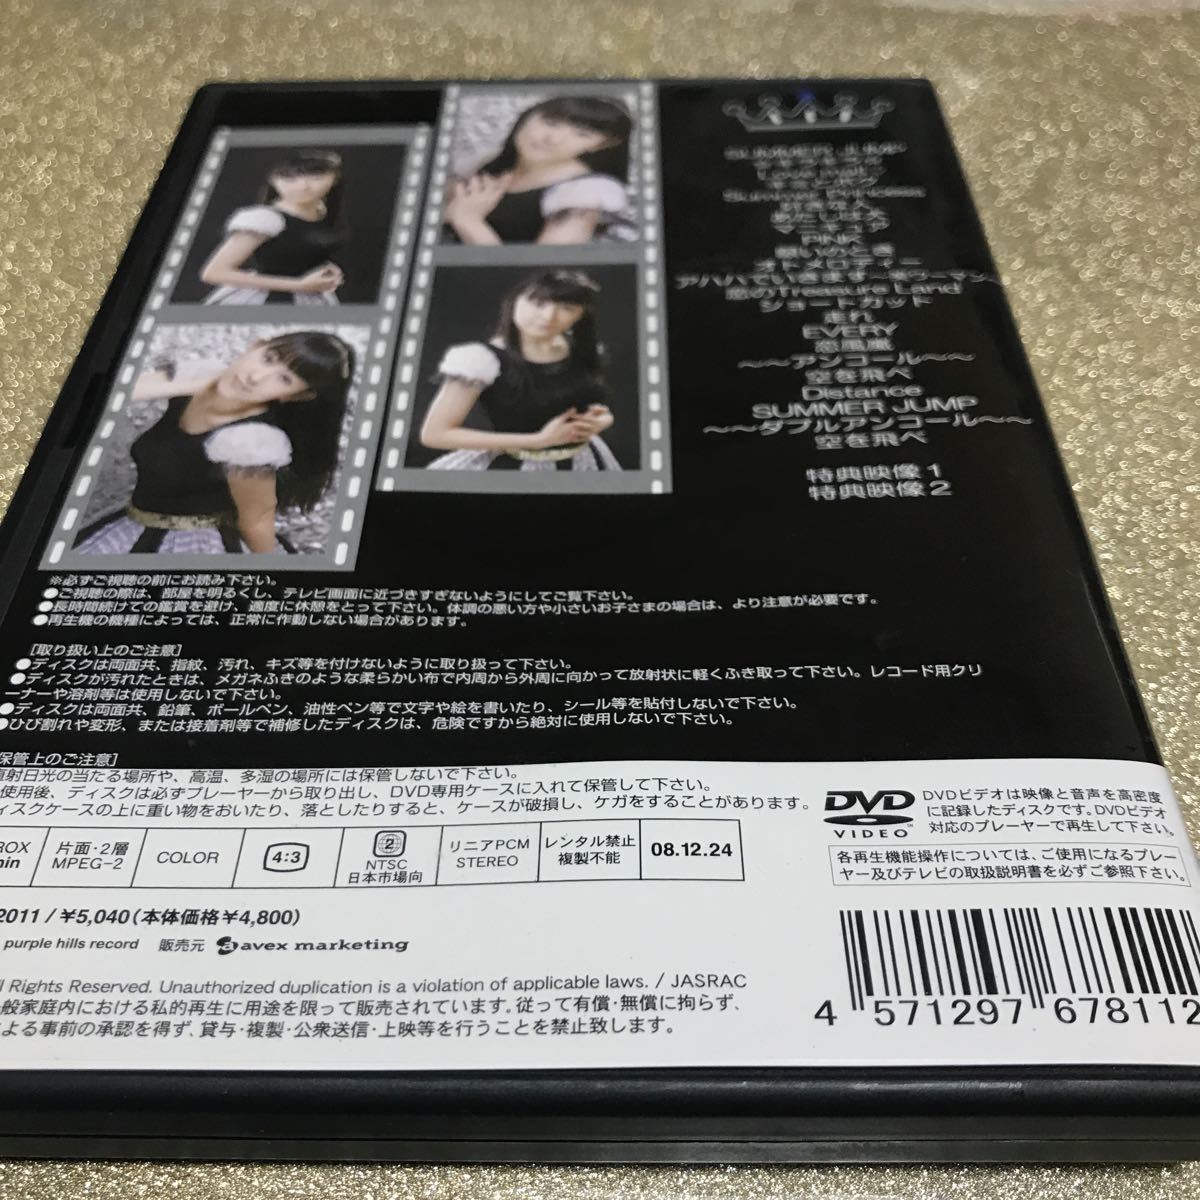 SUMMER JUMP
PINK
願いのとき
アハハでいきます〜
恋のTreasure Land
ショートカット
走れ
EVERY
恋風嵐
〜〜アンコール〜〜
空を飛べ
Distance
SUMMER JUMP
〜〜ダブルアンコール〜〜
空を飛べ
特典映像1
特典映像2
※必ずご視聴の前にお読み下さい。
●ご視聴の際は、部屋を明るくし、テレビ画面に近づきすぎないようにしてご覧下さい。
●長時間続けての鑑賞を避け、適度に休憩をとって下さい。体調の悪い方や小さいお子さまの場合は、より注意が必要です。
●再生機の機種によっては、正常に作動しない場合があります。
[取り扱い上のご注意]
●ディスクは両面共、指紋、汚れ、キズ等を付けないように取り扱って下さい。
●ディスクが汚れたときは、メガネふきのような柔らかい布で内周から外周に向かって放射状に軽くふき取って下さい。レコード用クリ
ーナーや溶剤等は使用しないで下さい。
●ディスクは両面共、鉛筆、ボールペン、油性ペン等で文字や絵を書いたり、シール等を貼付しないで下さい。
●ひび割れや変形、または接着剤等で補修したディスクは、危険ですから絶対に使用しないで下さい。
保管上のご注意]
直射日光の当たる場所や、高温、多湿の場所には保管しないで下さい。
使用後、ディスクは必ずプレーヤーから取り出し、DVD専用ケースに入れて保管して下さい。
ィスクケースの上に重い物をおいたり、落としたりすると、ケースが破損し、ケガをすることがあります。
DVD
VIDEO
DVDビデオは映像と音声を高密度
に記録したディスクです。DVDビデオ
対応のプレーヤーで再生して下さい。
各再生機能操作については、ご使用になるプレー
ヤー及びテレビの取扱説明書を必ずご参照下さい。
ROX
min
片面・2層
MPEG-2
COLOR
4:3
2
NTSC
日本市場向
リニアPCM
STEREO
レンタル禁止
複製不能
08.12.24
2011 / ¥5,040（本体価格¥4,800）
purple hills record 販売元 avex marketing
ll Rights Reserved. Unauthorized duplication is a violation of applicable laws. / JASRAC
般家庭内における私的再生に用途を限って販売されています。従って有償・無償に拘らず、
よる事前の承認を得ず、貸与・複製・公衆送信・上映等を行うことを禁止致します。
4 571297 678112